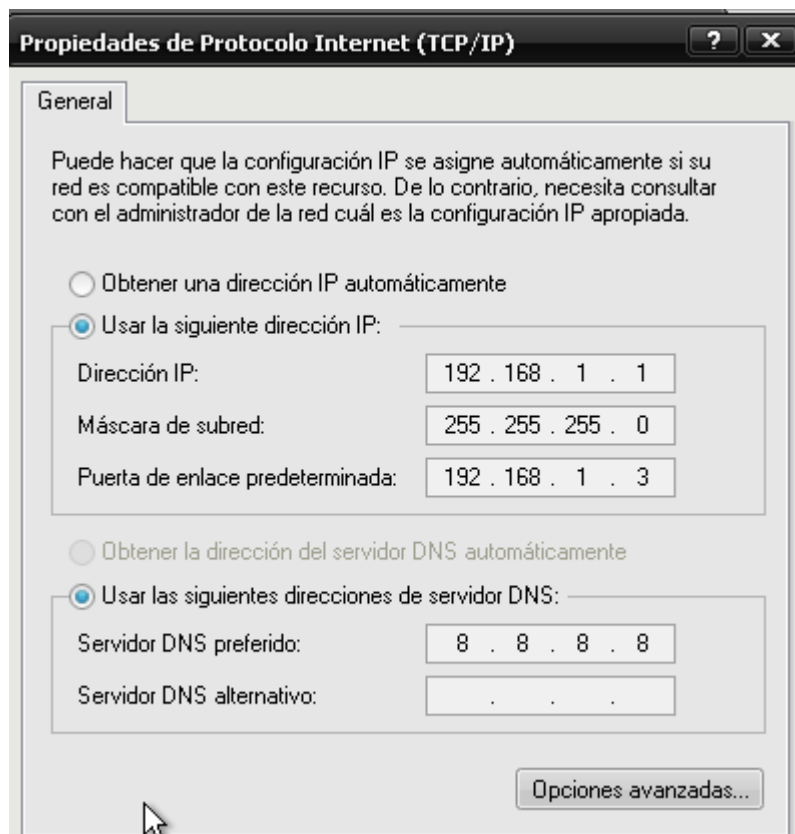 Propiedades de Protocolo Internet (TCP/IP)
General
Puede hacer que la configuración IP se asigne automáticamente si su
red es compatible con este recurso. De lo contrario, necesita consultar
con el administrador de la red cuál es la configuración IP apropiada.
Obtener una dirección IP automáticamente
Usar la siguiente dirección IP:
Dirección IP: 192 . 168 . 1 . 1
Máscara de subred: 255 . 255 . 255 . 0
Puerta de enlace predeterminada: 192 . 168 . 1 . 3
Obtener la dirección del servidor DNS automáticamente
Usar las siguientes direcciones de servidor DNS:
Servidor DNS preferido: 8 . 8 . 8 . 8
Servidor DNS alternativo: . . .
Opciones avanzadas...